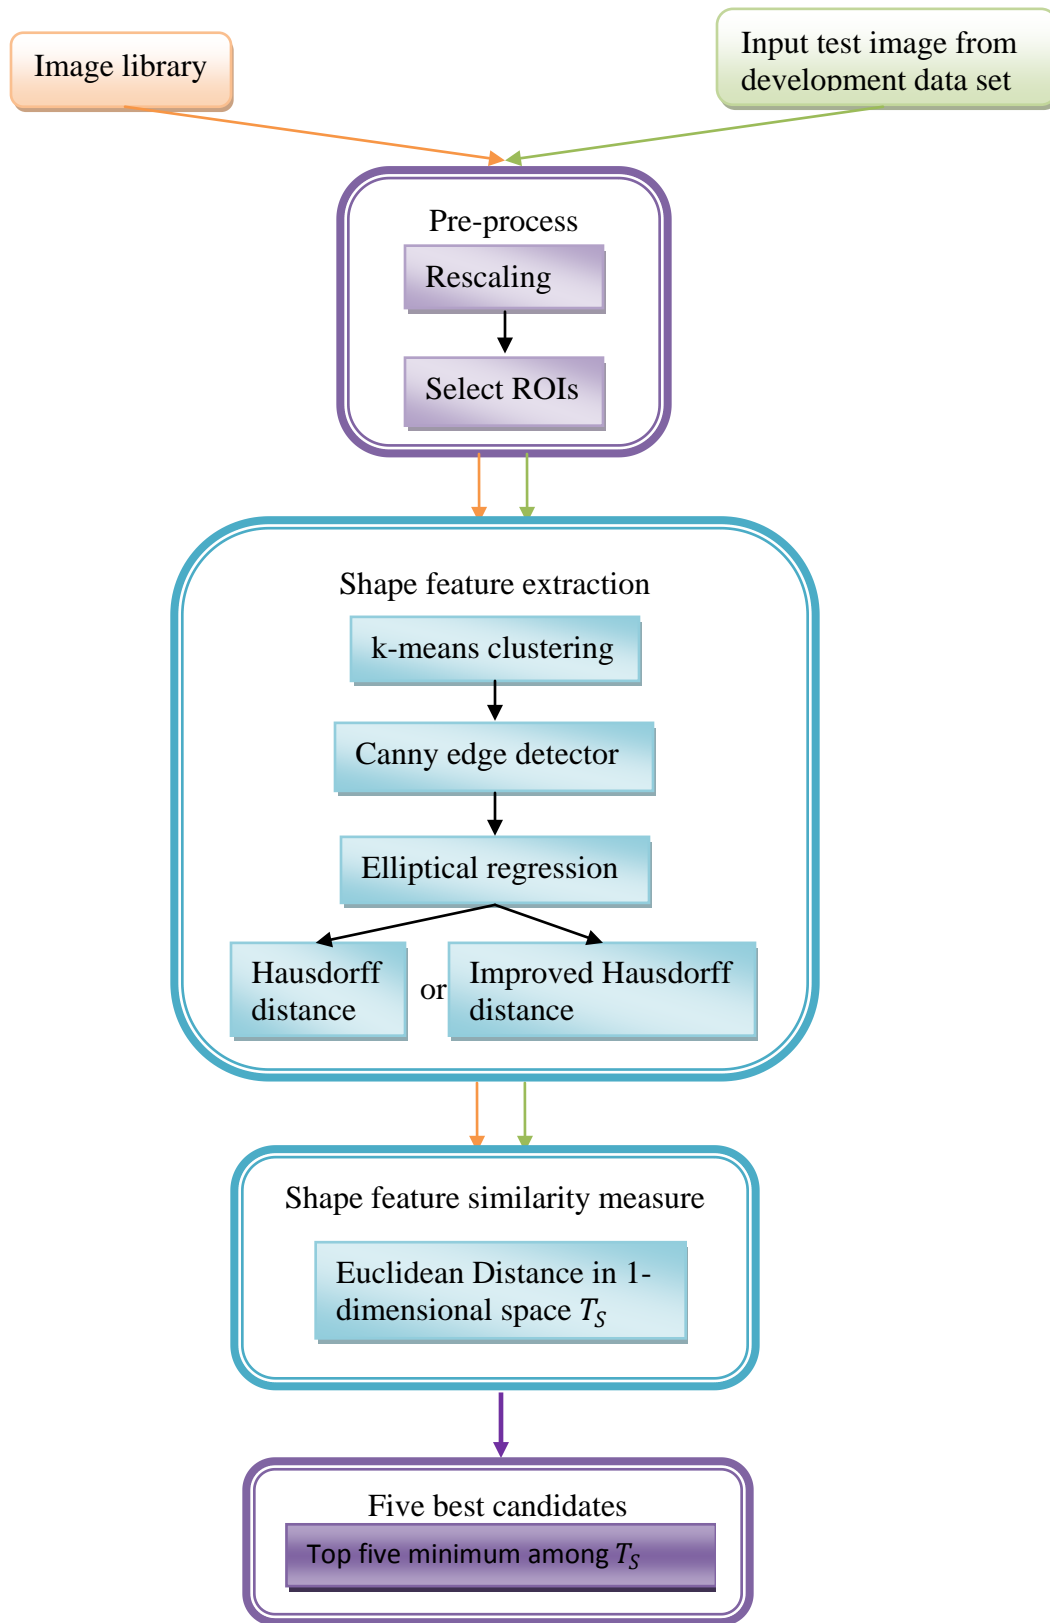 Image library
Input test image from
development data set
Pre-process
Rescaling
Select ROIs
Shape feature extraction
k-means clustering
Canny edge detector
Elliptical regression
Hausdorff
distance
or
Improved Hausdorff
distance
Shape feature similarity measure
Euclidean Distance in 1-
dimensional space T_S
Five best candidates
Top five minimum among T_S